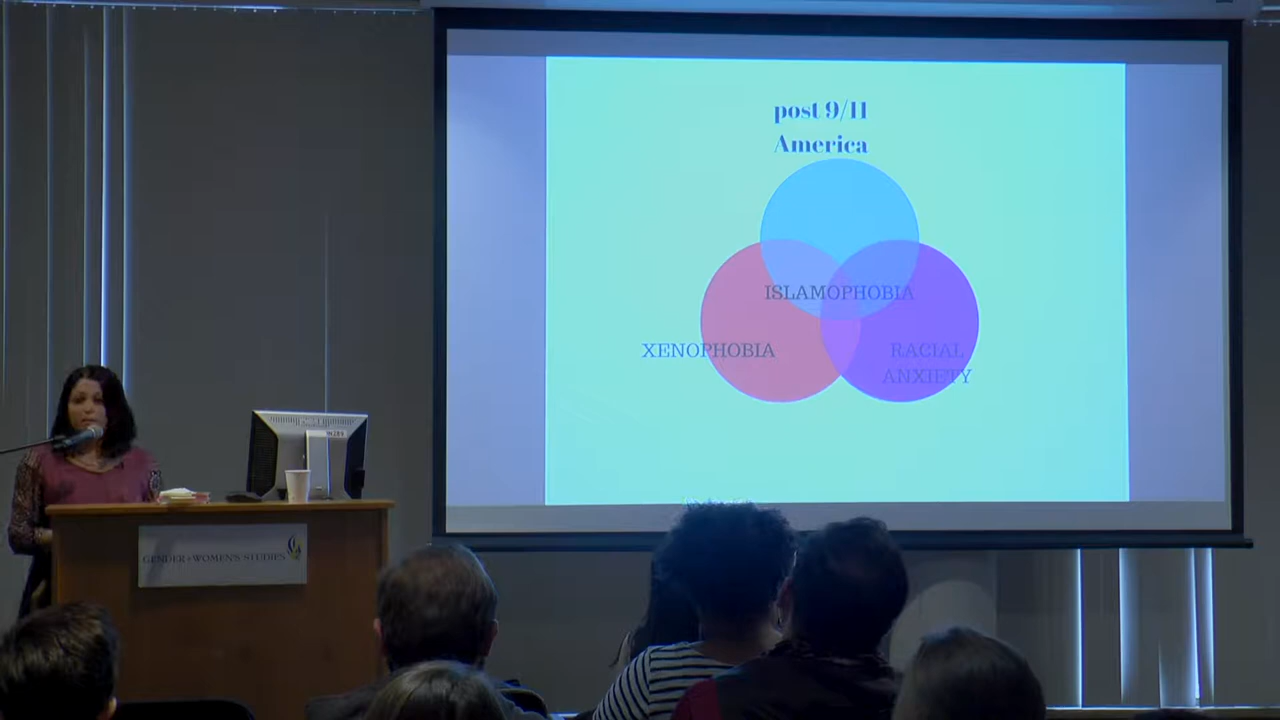 post 9/11
America
ISLAMOPHOBIA
XENOPHOBIA
RACIAL
ANXIETY
GENDER+WOMEN'S STUDIES